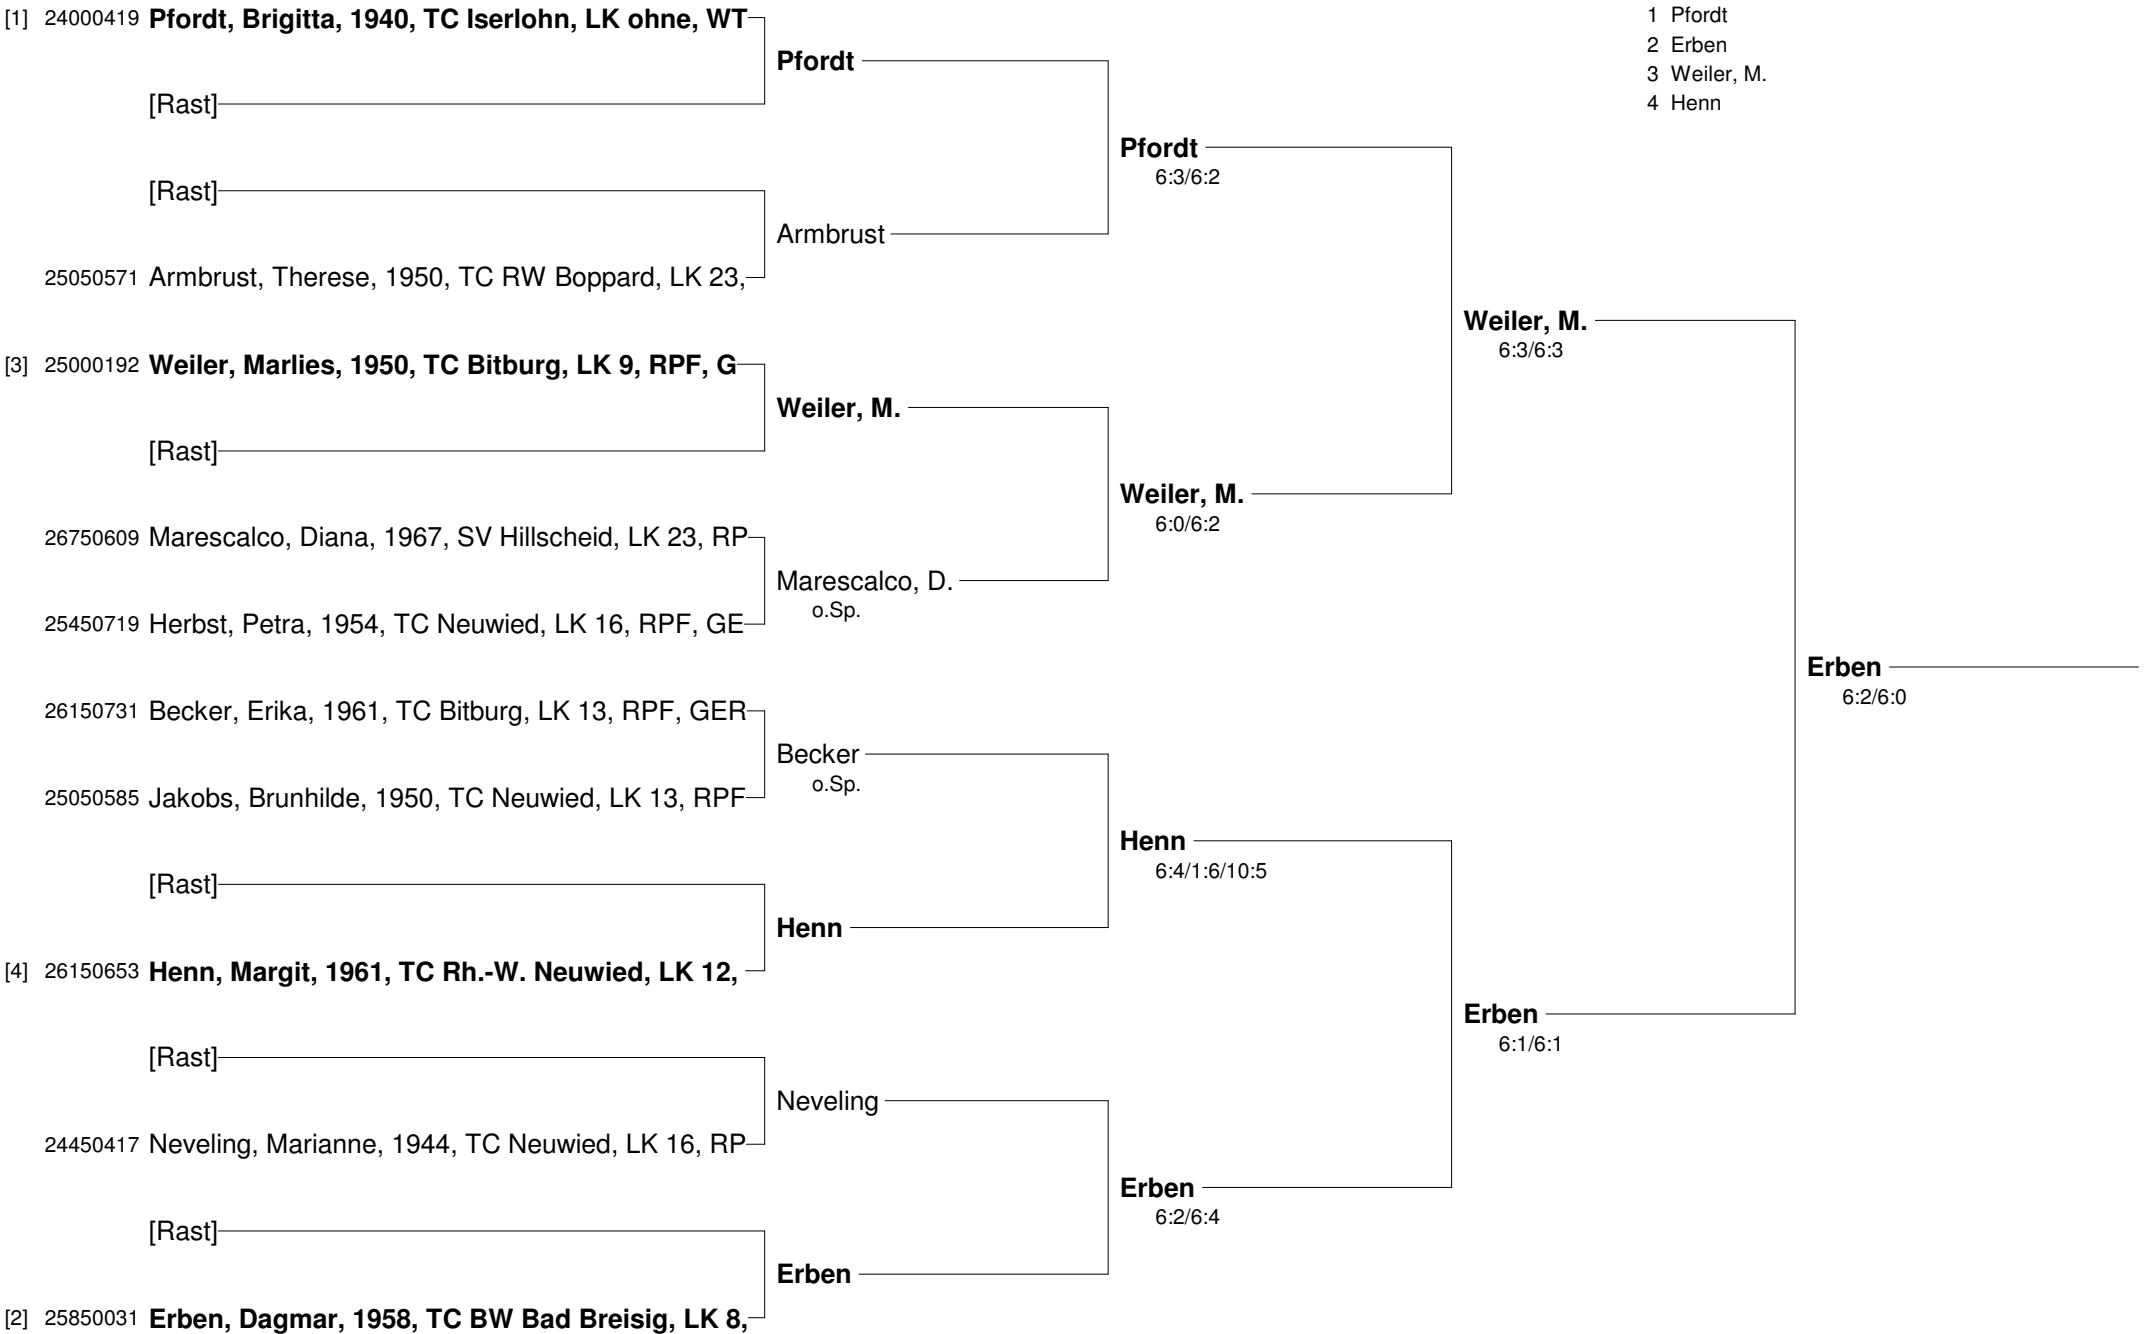 [1] 24000419 Pfordt, Brigitta, 1940, TC Iserlohn, LK ohne, WT
[Rast]
[Rast]
25050571 Armbrust, Therese, 1950, TC RW Boppard, LK 23,
[3] 25000192 Weiler, Marlies, 1950, TC Bitburg, LK 9, RPF, G
[Rast]
26750609 Marescalco, Diana, 1967, SV Hillscheid, LK 23, RP
25450719 Herbst, Petra, 1954, TC Neuwied, LK 16, RPF, GE
26150731 Becker, Erika, 1961, TC Bitburg, LK 13, RPF, GER
25050585 Jakobs, Brunhilde, 1950, TC Neuwied, LK 13, RPF
[Rast]
[4] 26150653 Henn, Margit, 1961, TC Rh.-W. Neuwied, LK 12,
[Rast]
24450417 Neveling, Marianne, 1944, TC Neuwied, LK 16, RP
[Rast]
[2] 25850031 Erben, Dagmar, 1958, TC BW Bad Breisig, LK 8,
Pfordt
Armbrust
Weiler, M.
Marescalco, D.
o.Sp.
Becker
o.Sp.
Henn
Neveling
Erben
Pfordt
6:3/6:2
Weiler, M.
6:0/6:2
Henn
6:4/1:6/10:5
Erben
6:2/6:4
Weiler, M.
6:3/6:3
Erben
6:1/6:1
Erben
6:2/6:0
1 Pfordt
2 Erben
3 Weiler, M.
4 Henn